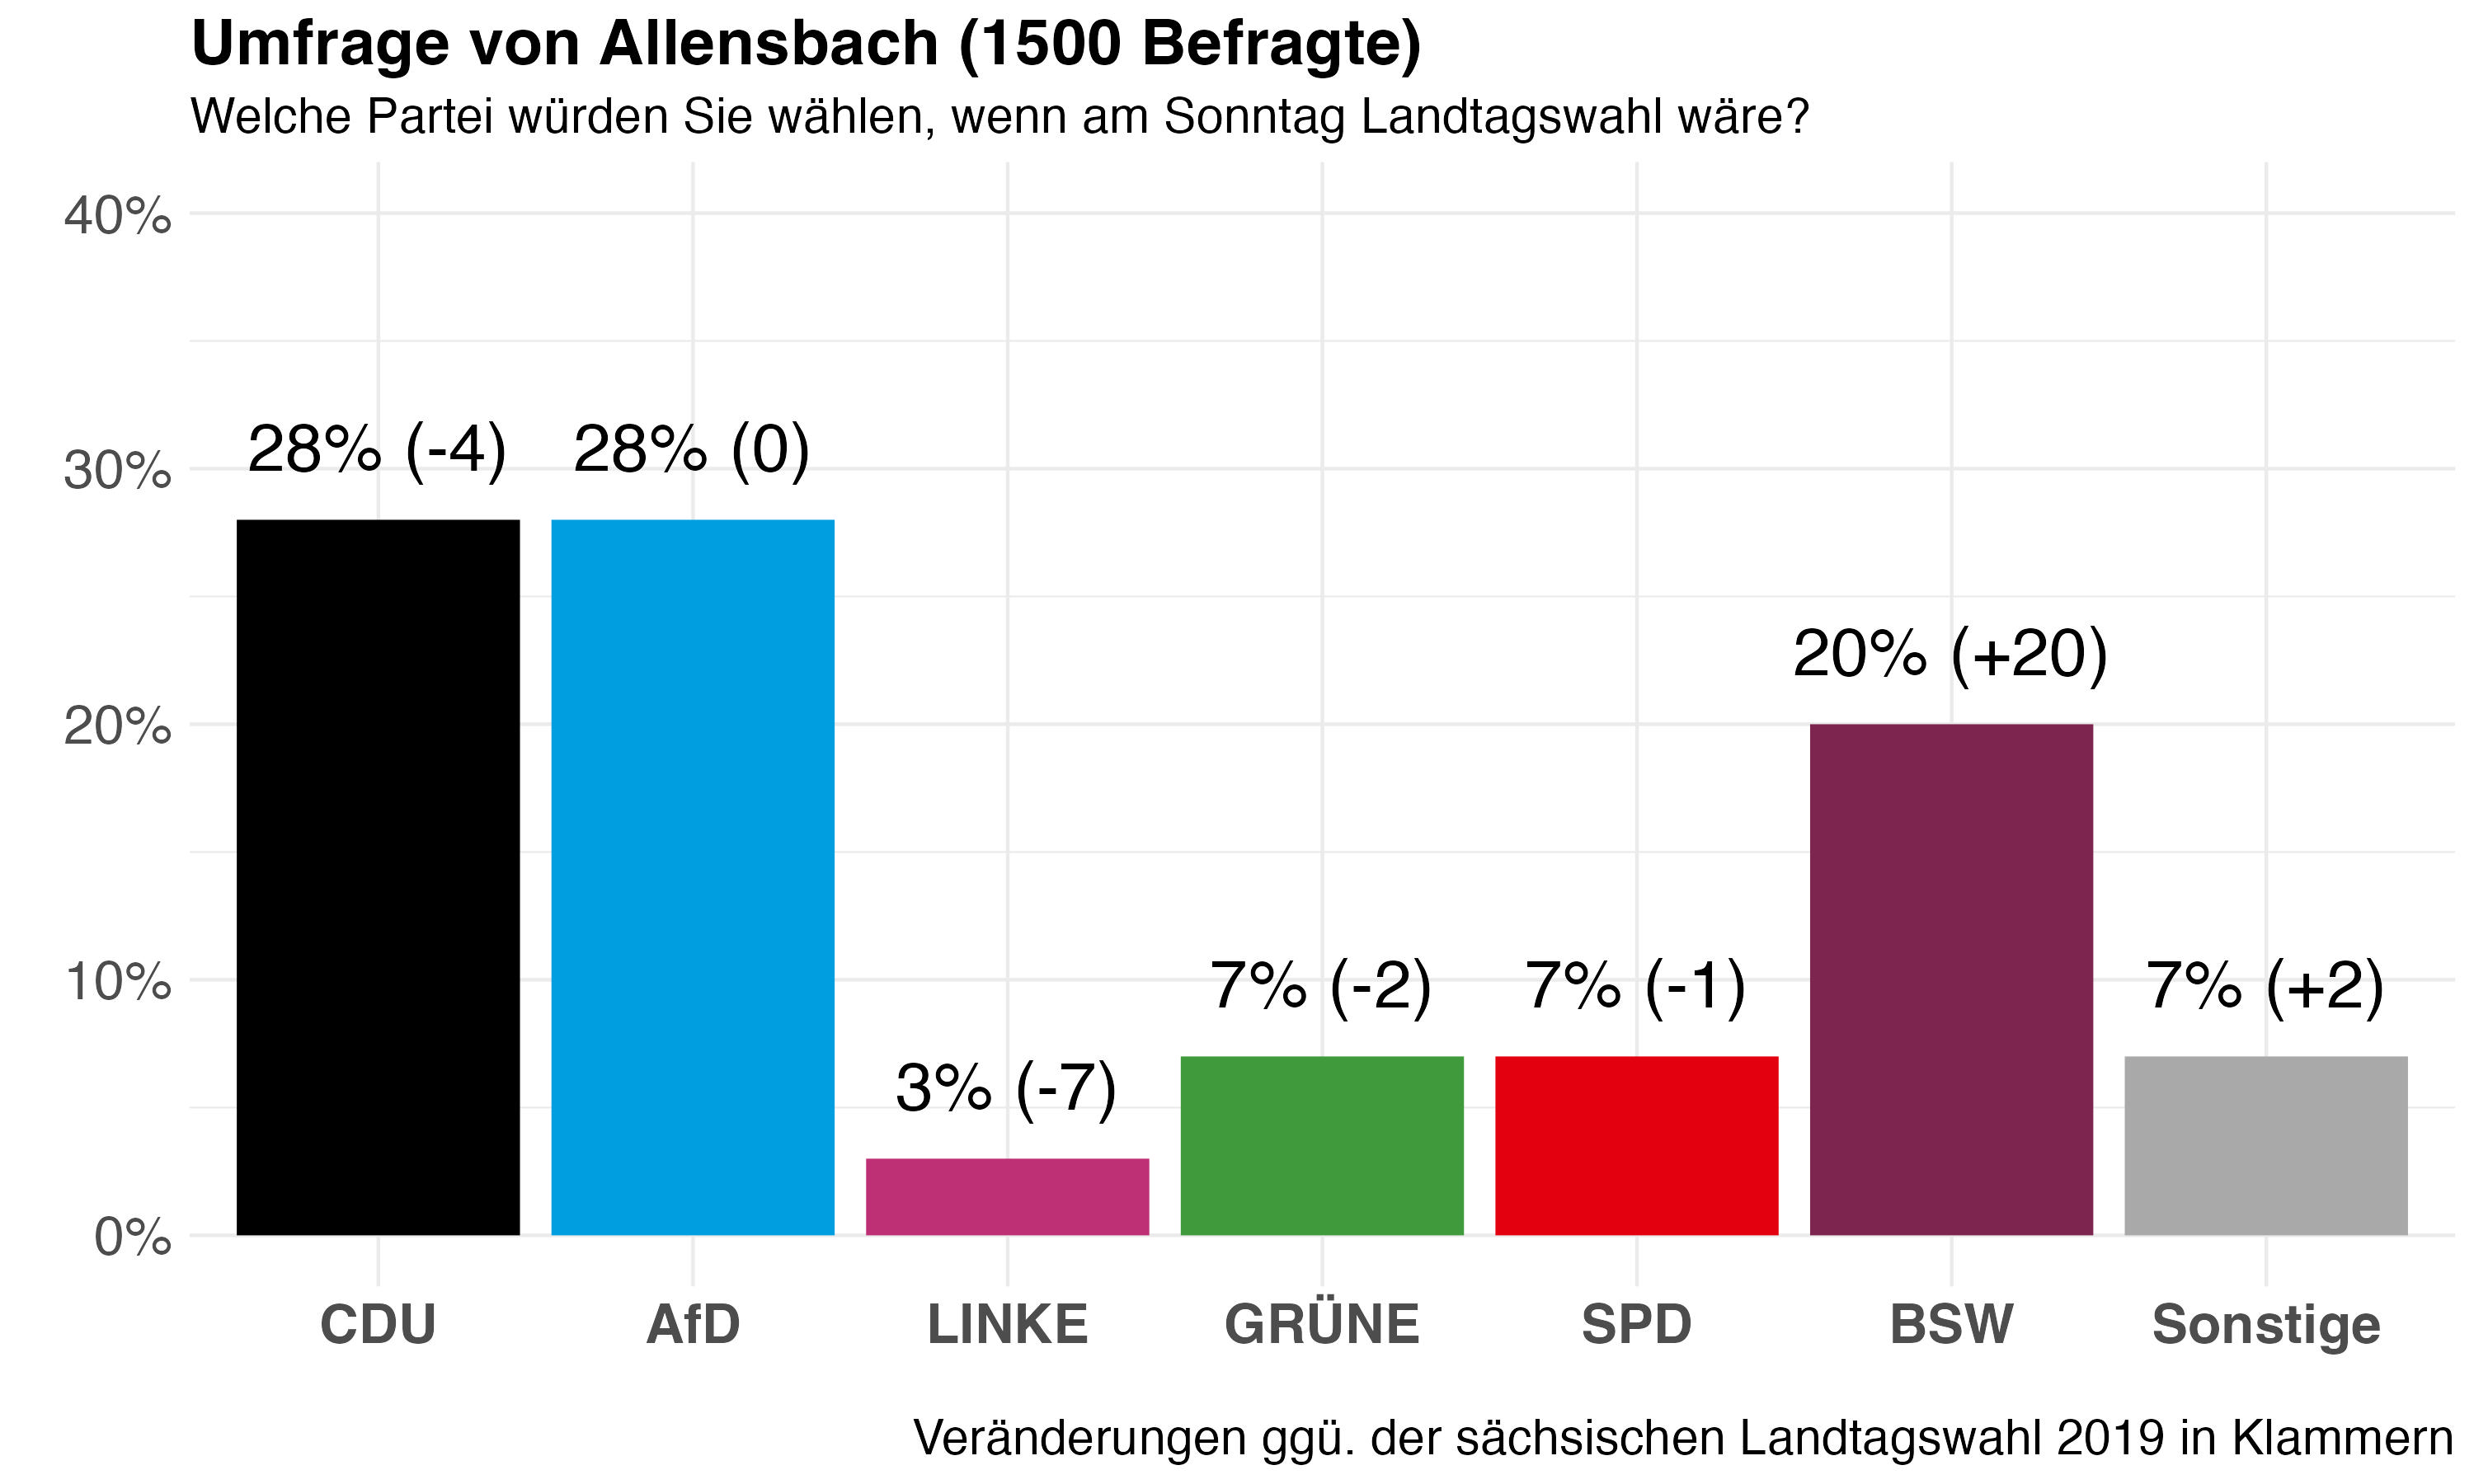 Umfrage von Allensbach (1500 Befragte)
Welche Partei würden Sie wählen, wenn am Sonntag Landtagswahl wäre?
40%
30%
20%
10%
0%
28% (-4)
28% (0)
3% (-7)
7% (-2)
7% (-1)
20% (+20)
7% (+2)
CDU
AfD
LINKE
GRÜNE
SPD
BSW
Sonstige
Veränderungen ggü. der sächsischen Landtagswahl 2019 in Klammern